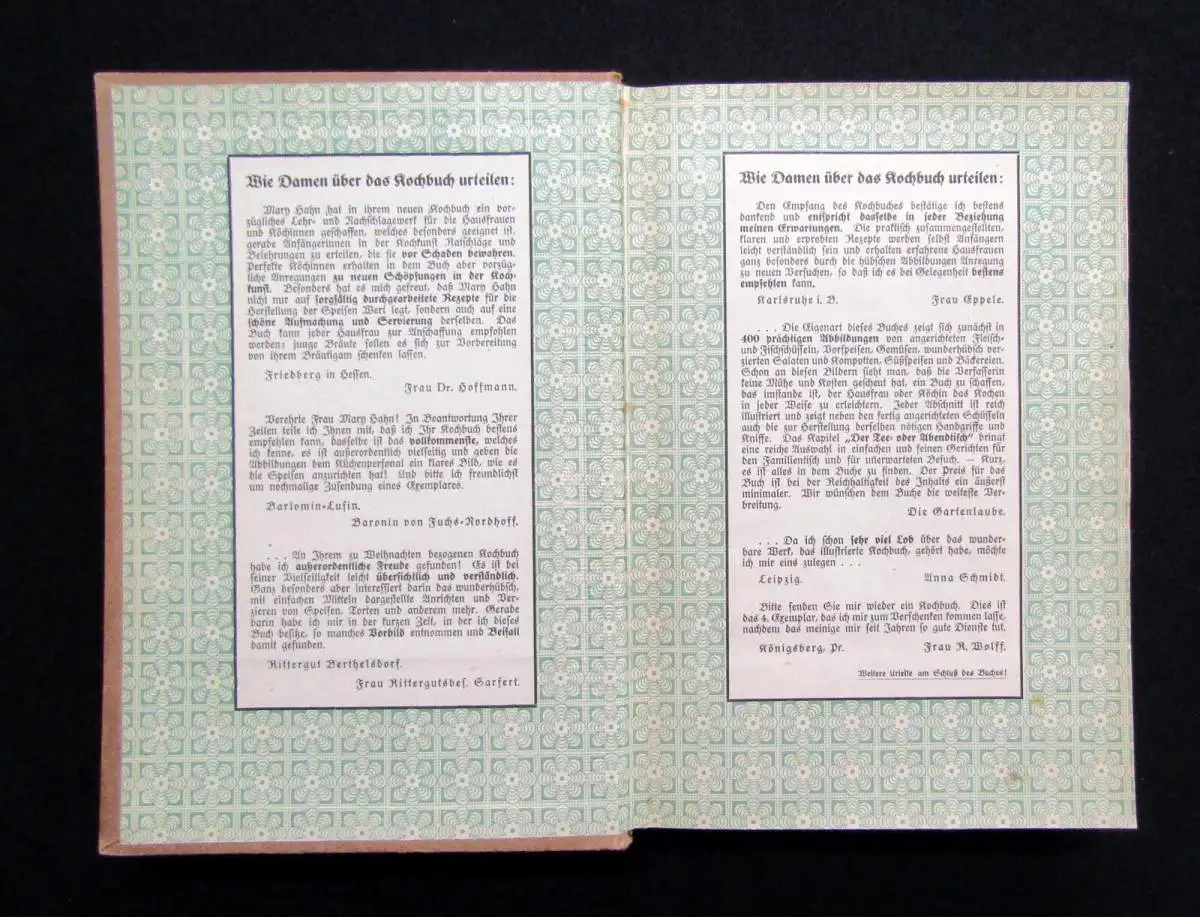 Wie Damen über das Kochbuch urteilen:
Mary Hahn hat in ihrem neuen Kochbuch ein vor-
zügliches Lehr- und Nachschlagewerk für die Hausfrauen
und Köchinnen geschaffen, welches besonders geeignet ist,
gerade Anfängerinnen in der Kochkunst Ratschläge und
Belehrungen zu erteilen, die sie vor Schaden bewahren.
Perfekte Köchinnen erhalten in dem Buch aber vorzüg-
liche Anregungen zu neuen Schöpfungen in der Koch-
kunst. Besonders hat es mich gefreut, daß Mary Hahn
nicht nur auf sorgfältig durchgearbeitete Rezepte für die
Herstellung der Speisen Wert legt, sondern auch auf eine
schöne Aufmachung und Servierung derselben. Das
Buch kann jeder Hausfrau zur Anschaffung empfohlen
werden; junge Bräute sollen es sich zur Vorbereitung
von ihrem Bräutigam schenken lassen.
Friedberg in Hessen.
Frau Dr. Hoffmann.
Verehrte Frau Mary Hahn! In Beantwortung Ihrer
Zeilen teile ich Ihnen mit, daß ich Ihr Kochbuch bestens
empfehlen kann, dasselbe ist das vollkommenste, welches
ich kenne, es ist außerordentlich vielseitig und geben die
Abbildungen dem Küchenpersonal ein klares Bild, wie es
die Speisen anzurichten hat! Und bitte ich freundlichst
um nochmalige Zusendung eines Exemplares.
Barlomin-Lusin.
Baronin von Fuchs-Nordhoff.
. . . An Ihrem zu Weihnachten bezogenen Kochbuch
habe ich außerordentliche Freude gefunden! Es ist bei
seiner Vielseitigkeit leicht übersichtlich und verständlich.
Ganz besonders aber interessiert darin das wunderhübsch,
mit einfachen Mitteln dargestellte Anrichten und Ver-
zieren von Speisen, Torten und anderem mehr. Gerade
darin habe ich mir in der kurzen Zeit, in der ich dieses
Buch besitze, so manches Vorbild entnommen und Beifall
damit gefunden.
Rittergut Berthelsdorf.
Frau Rittergutsbes. Sarfert.
Wie Damen über das Kochbuch urteilen:
Den Empfang des Kochbuches bestätige ich bestens
dankend und entspricht dasselbe in jeder Beziehung
meinen Erwartungen. Die praktisch zusammengestellten,
klaren und erprobten Rezepte werden selbst Anfängern
leicht verständlich sein und erhalten erfahrene Hausfrauen
ganz besonders durch die hübschen Abbildungen Anregung
zu neuen Versuchen, so daß ich es bei Gelegenheit bestens
empfehlen kann.
Karlsruhe i. B. Frau Eppele.
. . . Die Eigenart dieses Buches zeigt sich zunächst in
400 prächtigen Abbildungen von angerichteten Fleisch-
und Fischschüsseln, Vorspeisen, Gemüsen, wunderhübsch ver-
zierten Salaten und Kompotten, Süßspeisen und Bäckereien.
Schon an diesen Bildern sieht man, daß die Verfasserin
keine Mühe und Kosten gescheut hat, ein Buch zu schaffen,
das imstande ist, der Hausfrau oder Köchin das Kochen
in jeder Weise zu erleichtern. Jeder Abschnitt ist reich
illustriert und zeigt neben den fertig angerichteten Schüsseln
auch die zur Herstellung derselben nötigen Handgriffe und
Kniffe. Das Kapitel „Der Tee- oder Abendtisch“ bringt
eine reiche Auswahl in einfachen und feinen Gerichten für
den Familientisch und für unerwarteten Besuch. — Kurz,
es ist alles in dem Buche zu finden. Der Preis für das
Buch ist bei der Reichhaltigkeit des Inhalts ein äußerst
minimaler. Wir wünschen dem Buche die weiteste Ver-
breitung.
Die Gartenlaube.
. . . Da ich schon sehr viel Lob über das wunder-
bare Werk, das illustrierte Kochbuch, gehört habe, möchte
ich mir eins zulegen . . .
Leipzig. Anna Schmidt.
Bitte senden Sie mir wieder ein Kochbuch. Dies ist
das 4. Exemplar, das ich mir zum Verschenken kommen lasse,
nachdem das meinige mir seit Jahren so gute Dienste tut.
Königsberg, Pr. Frau R. Wolff.
Weitere Urteile am Schluß des Buches!